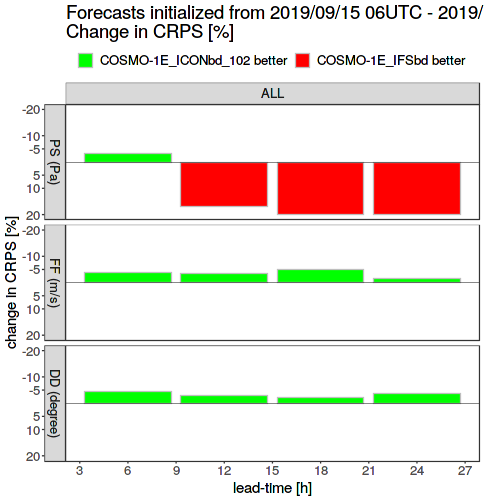 Forecasts initialized from 2019/09/15 06UTC - 2019/
Change in CRPS [%]
COSMO-1E_ICONbd_102 better COSMO-1E_IFSbd better
ALL
change in CRPS [%]
-20
-10
-5
5
10
20
PS (Pa)
-20
-10
-5
5
10
20
FF (m/s)
-20
-10
-5
5
10
20
DD (degree)
3 6 9 12 15 18 21 24 27
lead-time [h]